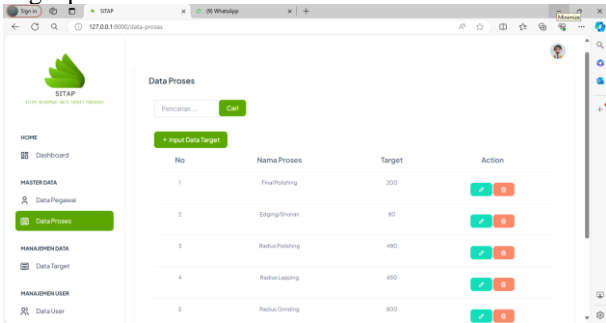 Sign in
SITAP
(9) WhatsApp
Minimize
127.0.0.1:8000/data-proses
SITAP
Data Proses
Pencarian...
Cari
HOME
+ Input Data Target
Dashboard
No Nama Proses Target Action
MASTER DATA
1 Final Polishing 200
Data Pegawai
Data Proses
2 Edging/Shonan 80
MANAJEMEN DATA
3 Radius Polishing 480
Data Target
4 Radius Lapping 650
MANAJEMEN USER
Data User
5 Radius Grinding 800